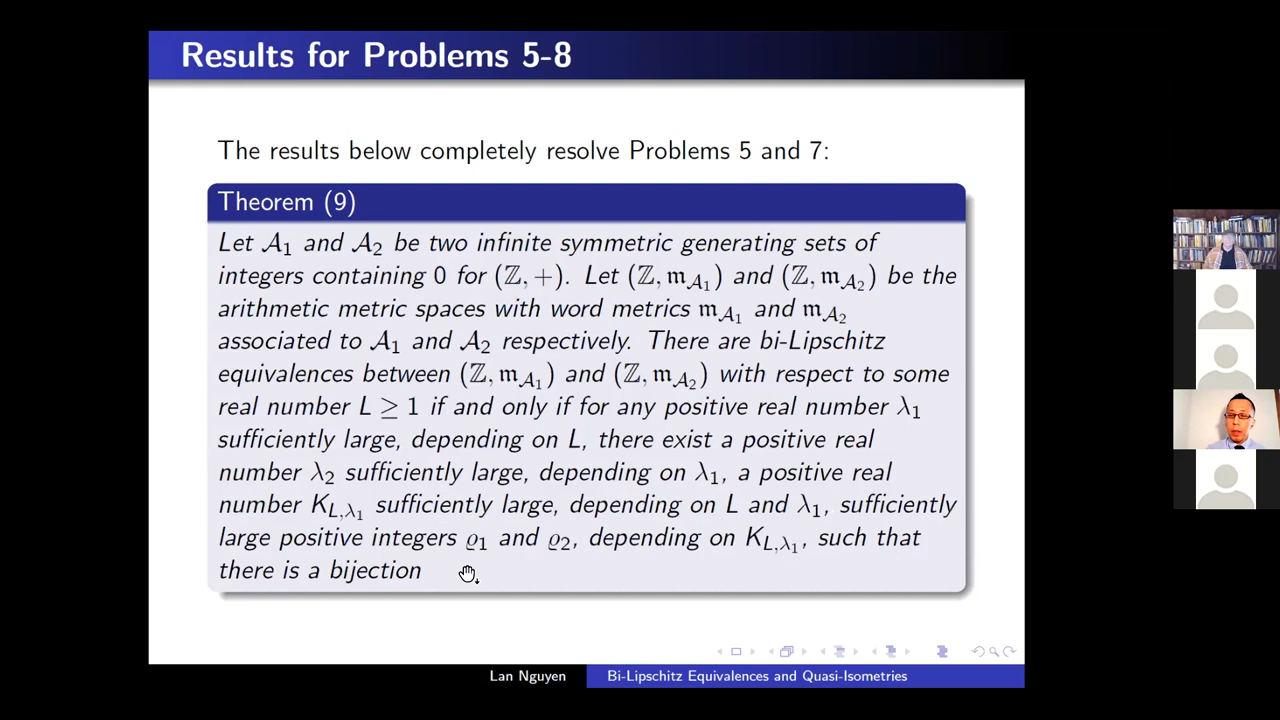 Results for Problems 5-8
The results below completely resolve Problems 5 and 7:
Theorem (9)
Let 𝒜₁ and 𝒜₂ be two infinite symmetric generating sets of
integers containing 0 for (ℤ, +). Let (ℤ, 𝔪_𝒜₁) and (ℤ, 𝔪_𝒜₂) be the
arithmetic metric spaces with word metrics 𝔪_𝒜₁ and 𝔪_𝒜₂
associated to 𝒜₁ and 𝒜₂ respectively. There are bi-Lipschitz
equivalences between (ℤ, 𝔪_𝒜₁) and (ℤ, 𝔪_𝒜₂) with respect to some
real number L ≥ 1 if and only if for any positive real number λ₁
sufficiently large, depending on L, there exist a positive real
number λ₂ sufficiently large, depending on λ₁, a positive real
number K_L,λ₁ sufficiently large, depending on L and λ₁, sufficiently
large positive integers ϱ₁ and ϱ₂, depending on K_L,λ₁, such that
there is a bijection
Lan Nguyen Bi-Lipschitz Equivalences and Quasi-Isometries